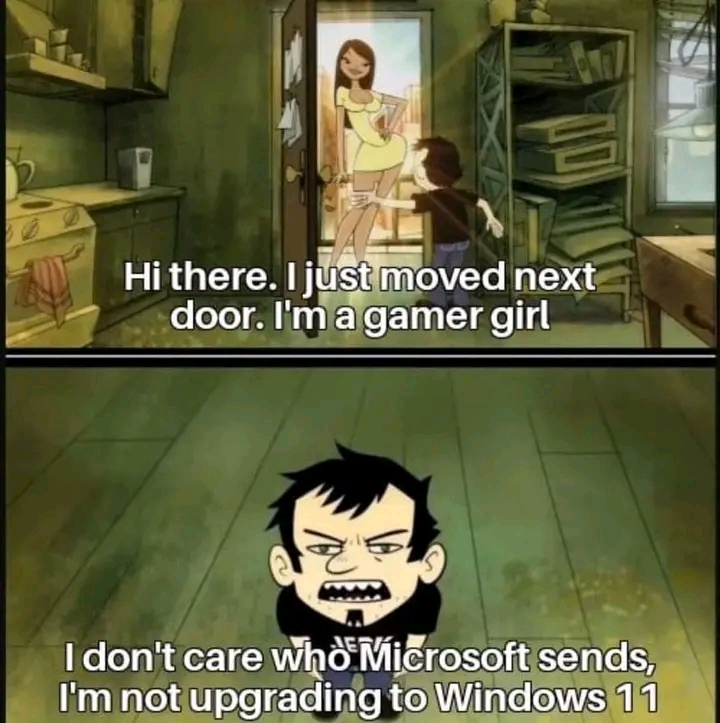 Hi there. I just moved next
door. I'm a gamer girl
I don't care who Microsoft sends,
I'm not upgrading to Windows 11